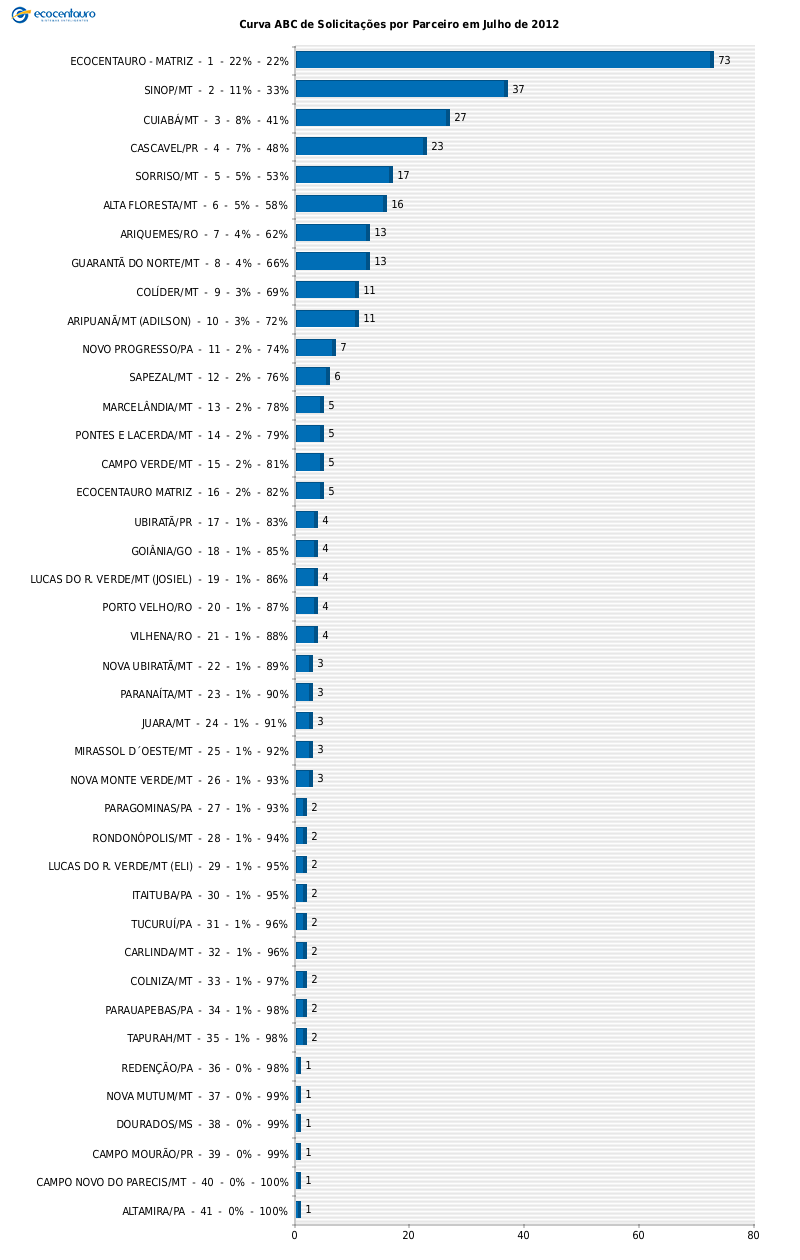 ecocentauro
Curva ABC de Solicitações por Parceiro em Julho de 2012
ECOCENTAURO - MATRIZ - 1 - 22% - 22% 73
SINOP/MT - 2 - 11% - 33% 37
CUIABÁ/MT - 3 - 8% - 41% 27
CASCAVEL/PR - 4 - 7% - 48% 23
SORRISO/MT - 5 - 5% - 53% 17
ALTA FLORESTA/MT - 6 - 5% - 58% 16
ARIQUEMES/RO - 7 - 4% - 62% 13
GUARANTÃ DO NORTE/MT - 8 - 4% - 66% 13
COLÍDER/MT - 9 - 3% - 69% 11
ARIPUANÃ/MT (ADILSON) - 10 - 3% - 72% 11
NOVO PROGRESSO/PA - 11 - 2% - 74% 7
SAPEZAL/MT - 12 - 2% - 76% 6
MARCELÂNDIA/MT - 13 - 2% - 78% 5
PONTES E LACERDA/MT - 14 - 2% - 79% 5
CAMPO VERDE/MT - 15 - 2% - 81% 5
ECOCENTAURO MATRIZ - 16 - 2% - 82% 5
UBIRATÃ/PR - 17 - 1% - 83% 4
GOIÂNIA/GO - 18 - 1% - 85% 4
LUCAS DO R. VERDE/MT (JOSIEL) - 19 - 1% - 86% 4
PORTO VELHO/RO - 20 - 1% - 87% 4
VILHENA/RO - 21 - 1% - 88% 4
NOVA UBIRATÃ/MT - 22 - 1% - 89% 3
PARANAÍTA/MT - 23 - 1% - 90% 3
JUARA/MT - 24 - 1% - 91% 3
MIRASSOL D´OESTE/MT - 25 - 1% - 92% 3
NOVA MONTE VERDE/MT - 26 - 1% - 93% 3
PARAGOMINAS/PA - 27 - 1% - 93% 2
RONDONÓPOLIS/MT - 28 - 1% - 94% 2
LUCAS DO R. VERDE/MT (ELI) - 29 - 1% - 95% 2
ITAITUBA/PA - 30 - 1% - 95% 2
TUCURUÍ/PA - 31 - 1% - 96% 2
CARLINDA/MT - 32 - 1% - 96% 2
COLNIZA/MT - 33 - 1% - 97% 2
PARAUAPEBAS/PA - 34 - 1% - 98% 2
TAPURAH/MT - 35 - 1% - 98% 2
REDENÇÃO/PA - 36 - 0% - 98% 1
NOVA MUTUM/MT - 37 - 0% - 99% 1
DOURADOS/MS - 38 - 0% - 99% 1
CAMPO MOURÃO/PR - 39 - 0% - 99% 1
CAMPO NOVO DO PARECIS/MT - 40 - 0% - 100% 1
ALTAMIRA/PA - 41 - 0% - 100% 1
0 20 40 60 80